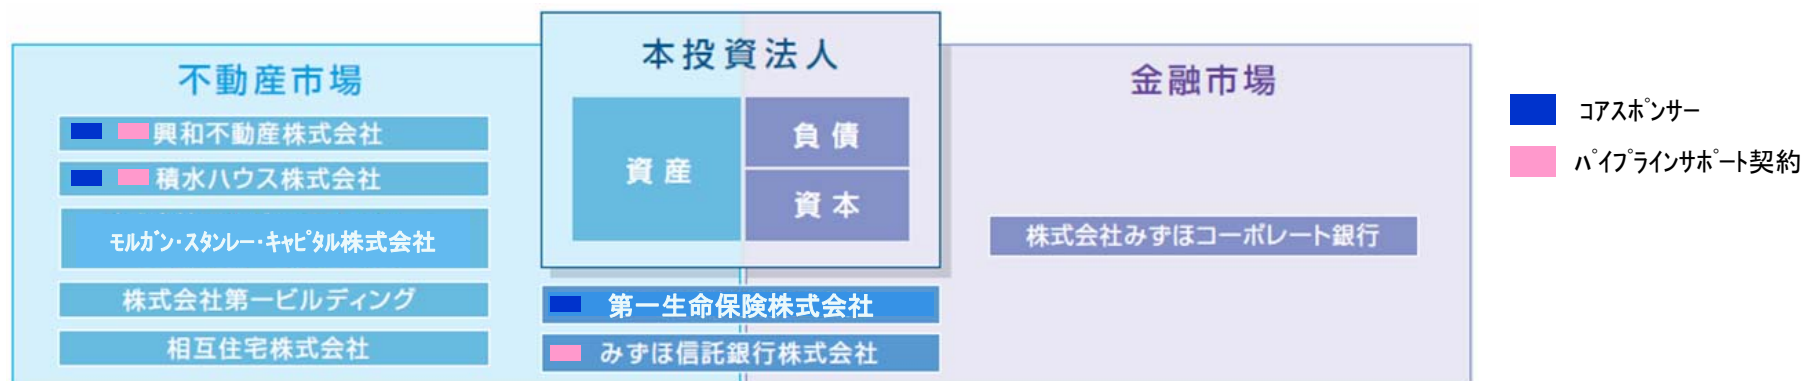 本投資法人
不動産市場
金融市場
資産
負債
資本
興和不動産株式会社
積水ハウス株式会社
ﾓﾙｶﾞﾝ･ｽﾀﾝﾚｰ･ｷｬﾋﾟﾀﾙ株式会社
株式会社第一ビルディング
相互住宅株式会社
第一生命保険株式会社
みずほ信託銀行株式会社
株式会社みずほコーポレート銀行
ｺｱｽﾎﾟﾝｻｰ
ﾊﾟｲﾌﾟﾗｲﾝｻﾎﾟｰﾄ契約